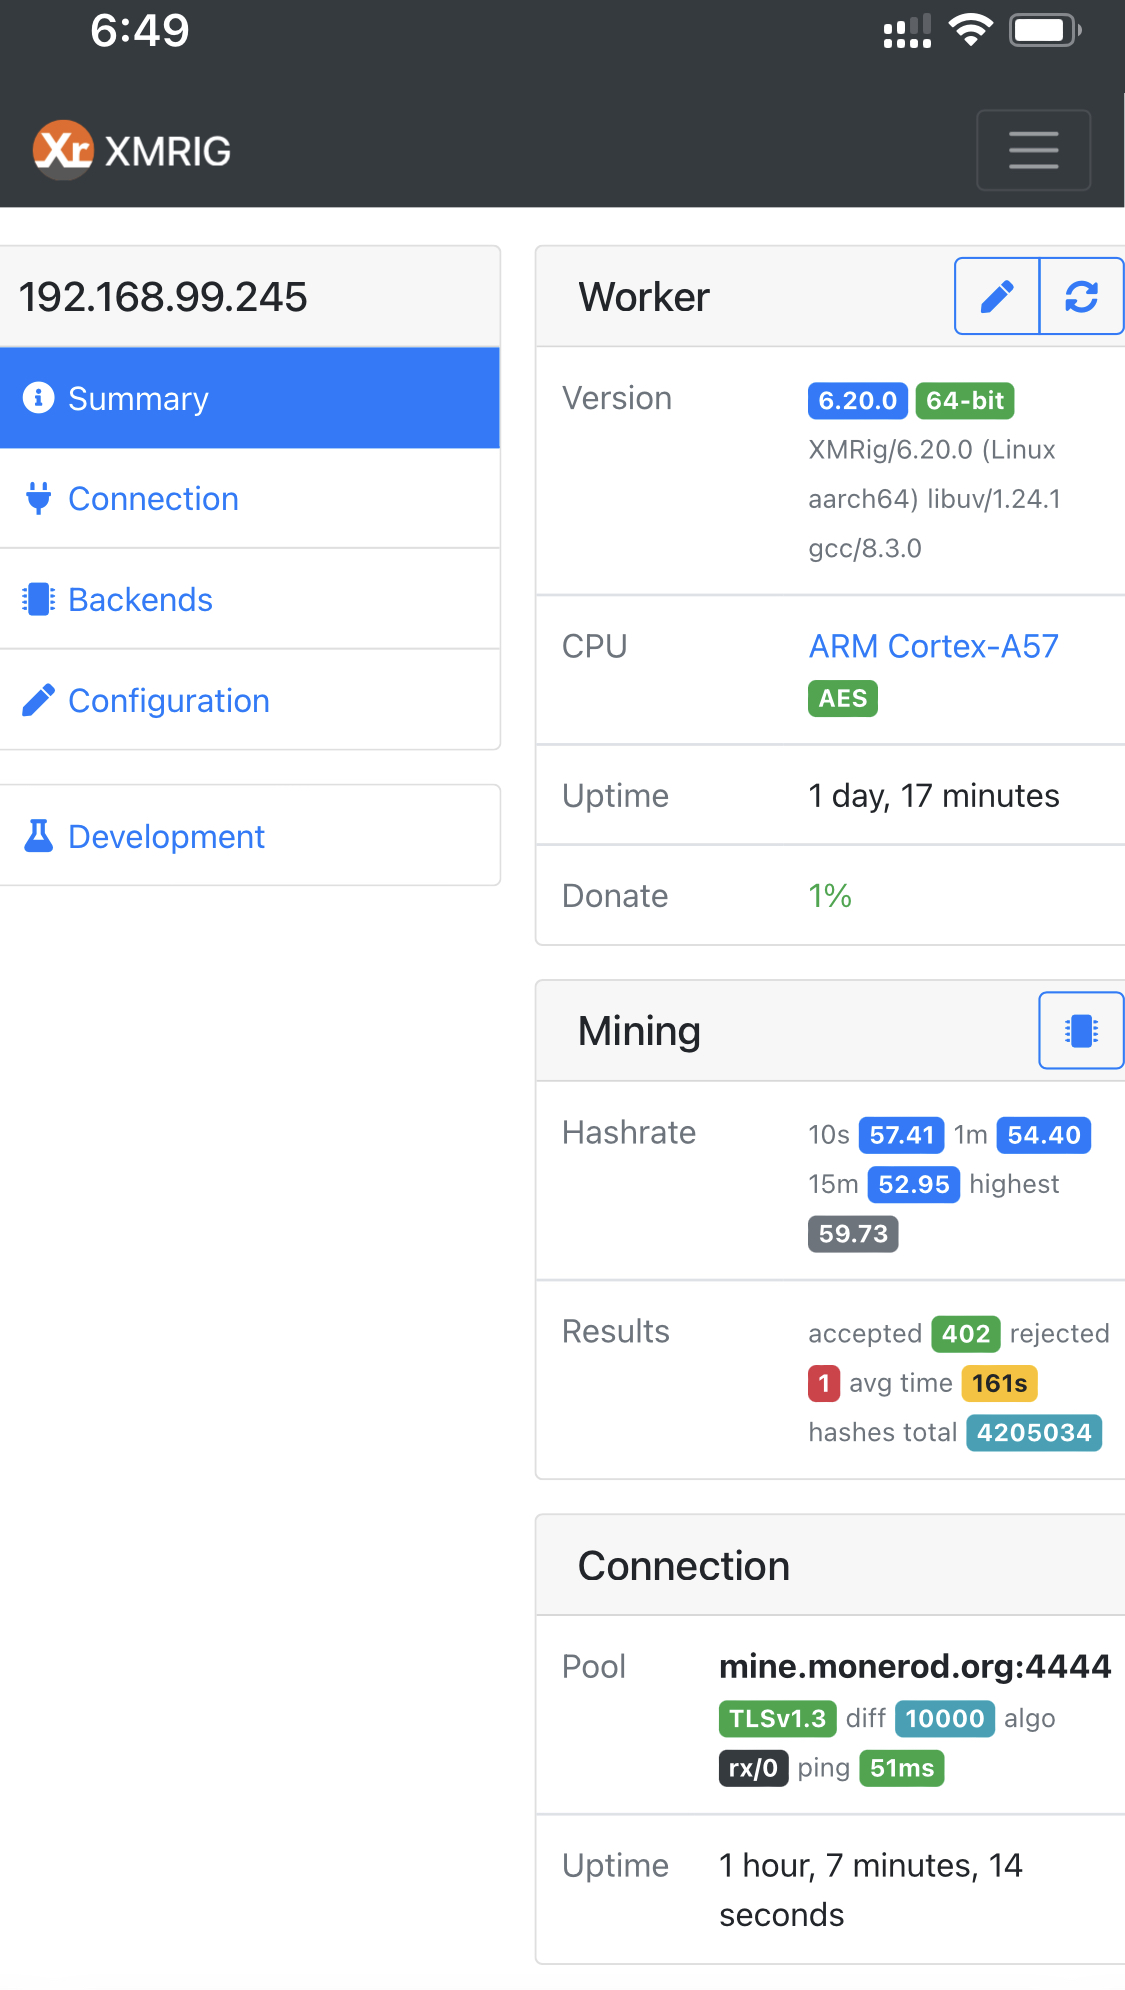 6:49
Xr XMRIG
192.168.99.245
Summary
Connection
Backends
Configuration
Development
Worker
Version 6.20.0 64-bit
XMRig/6.20.0 (Linux
aarch64) libuv/1.24.1
gcc/8.3.0
CPU ARM Cortex-A57
AES
Uptime 1 day, 17 minutes
Donate 1%
Mining
Hashrate 10s 57.41 1m 54.40
15m 52.95 highest
59.73
Results accepted 402 rejected
1 avg time 161s
hashes total 4205034
Connection
Pool mine.monerod.org:4444
TLSv1.3 diff 10000 algo
rx/0 ping 51ms
Uptime 1 hour, 7 minutes, 14
seconds